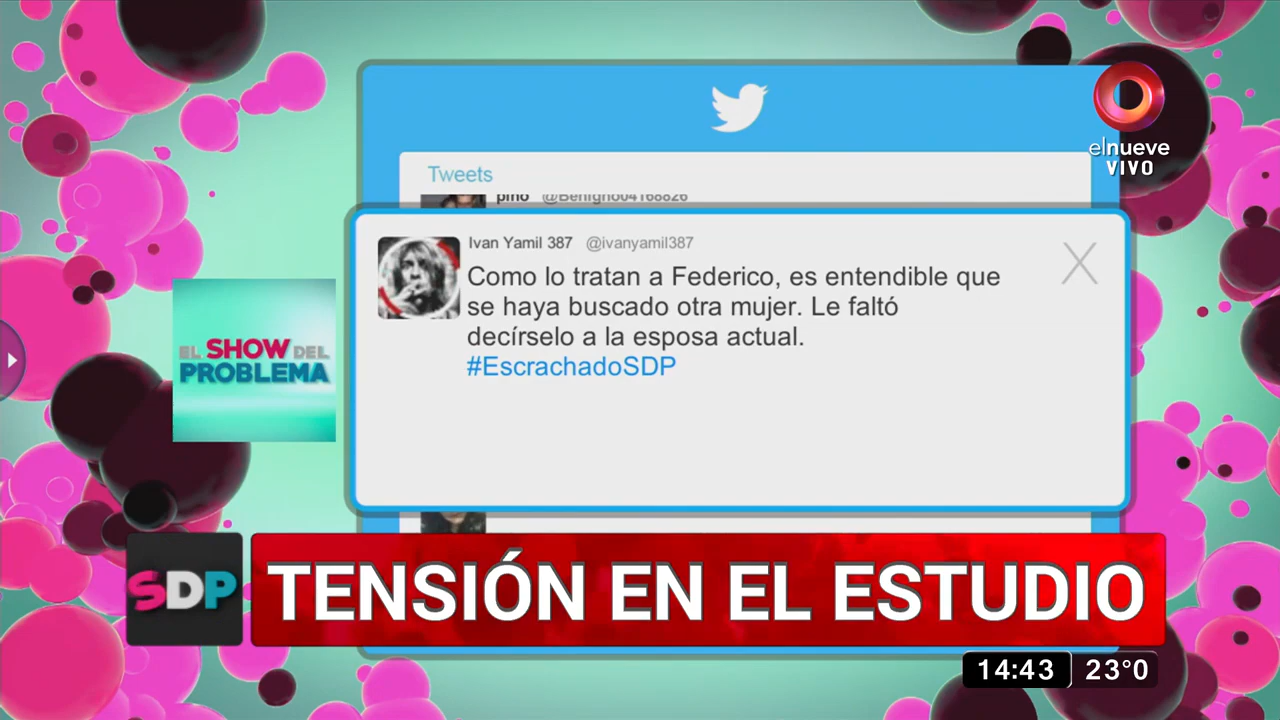 elnueve
VIVO
Tweets
pino @Benigno04168826
Ivan Yamil 387 @ivanyamil387
Como lo tratan a Federico, es entendible que
se haya buscado otra mujer. Le faltó
decírselo a la esposa actual.
#EscrachadoSDP
EL SHOW DEL
PROBLEMA
SDP
TENSIÓN EN EL ESTUDIO
14:43 23°0